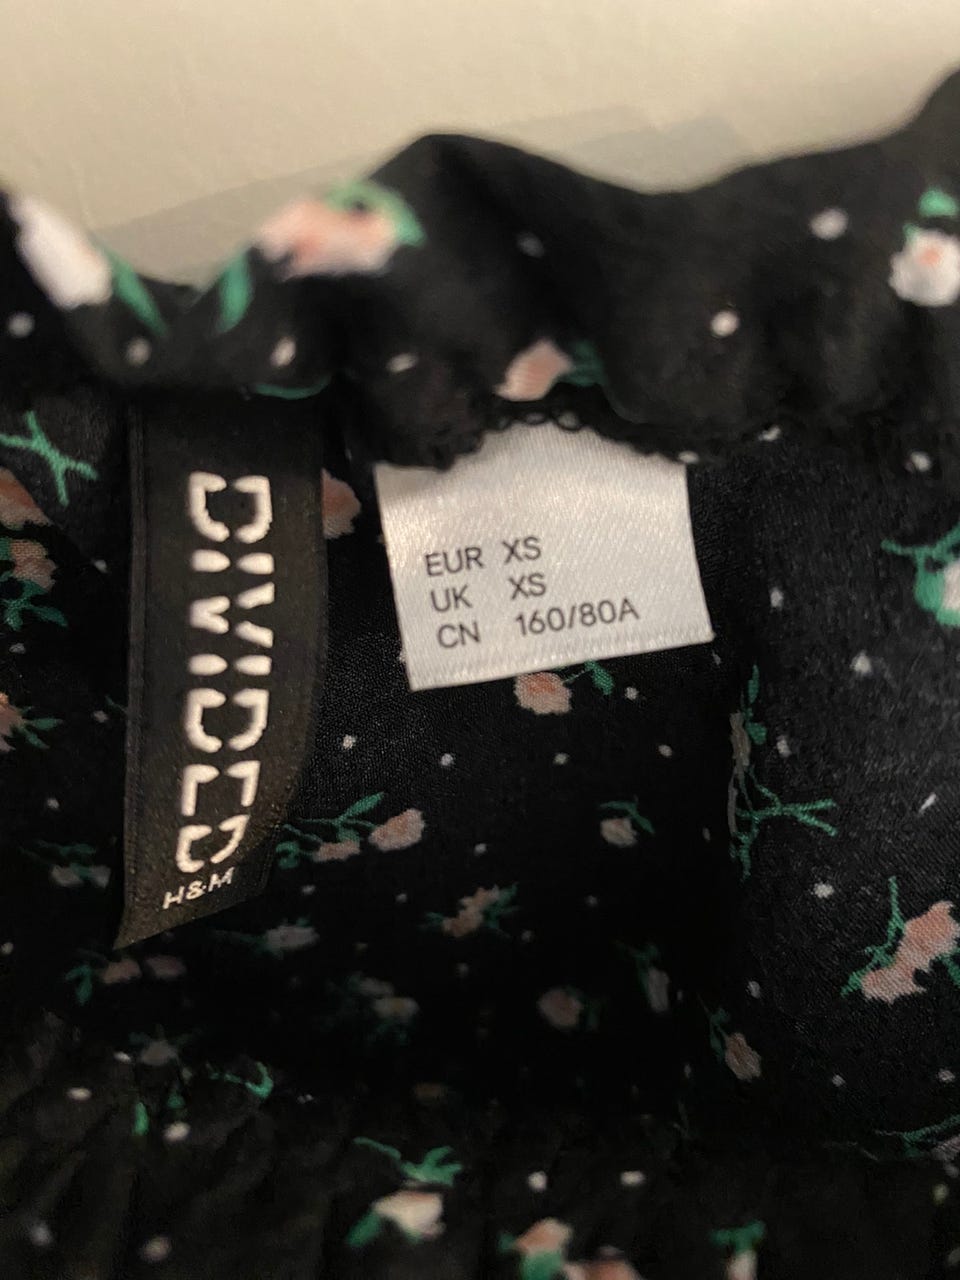 DIVIDED
H&M
EUR XS
UK XS
CN 160/80A